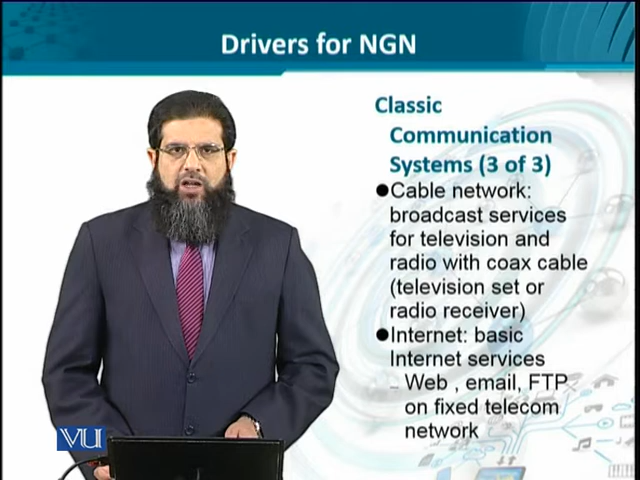 Drivers for NGN
Classic
Communication
Systems (3 of 3)
●Cable network:
broadcast services
for television and
radio with coax cable
(television set or
radio receiver)
●Internet: basic
Internet services
– Web , email, FTP
on fixed telecom
network
VU